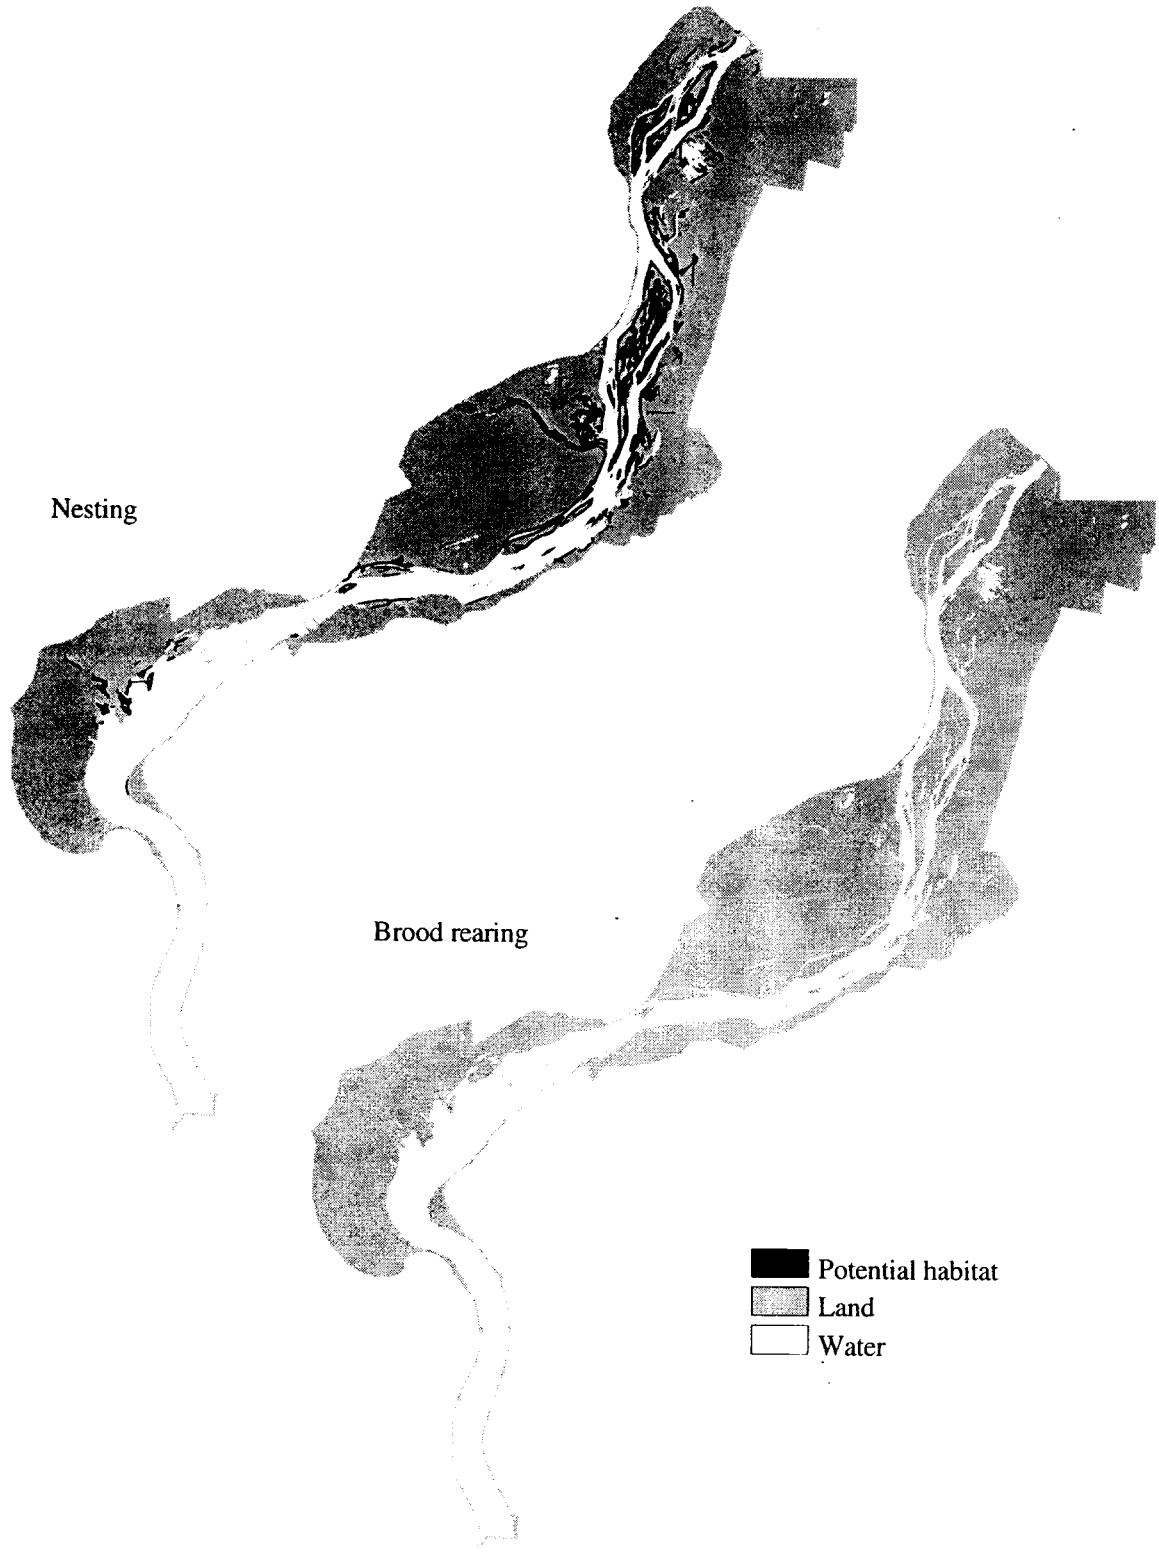 Nesting
Brood rearing
Potential habitat
Land
Water